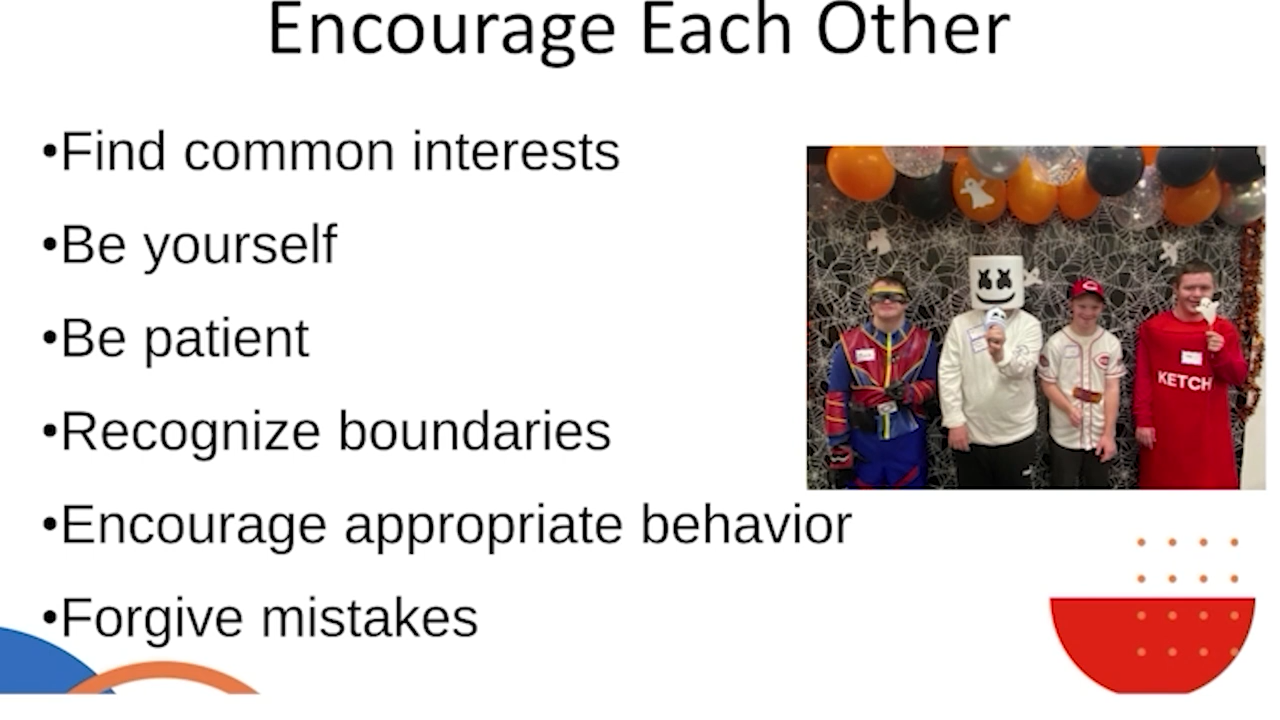 Encourage Each Other
•Find common interests
•Be yourself
•Be patient
•Recognize boundaries
•Encourage appropriate behavior
•Forgive mistakes
KETCH